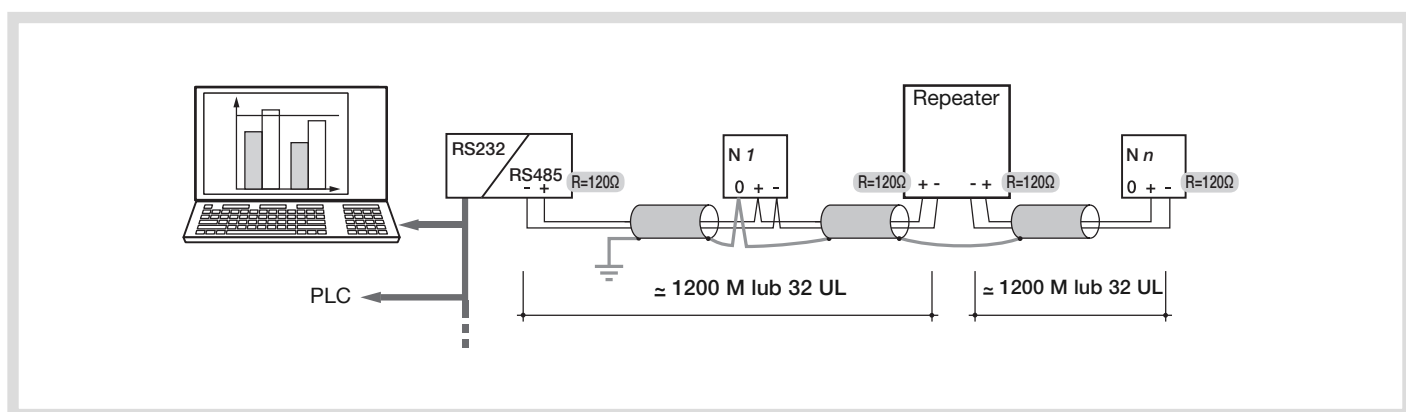 RS232
RS485
- +
R=120Ω
N 1
0 + -
Repeater
R=120Ω
+ -
- +
R=120Ω
N n
0 + -
R=120Ω
≃ 1200 M lub 32 UL
≃ 1200 M lub 32 UL
PLC